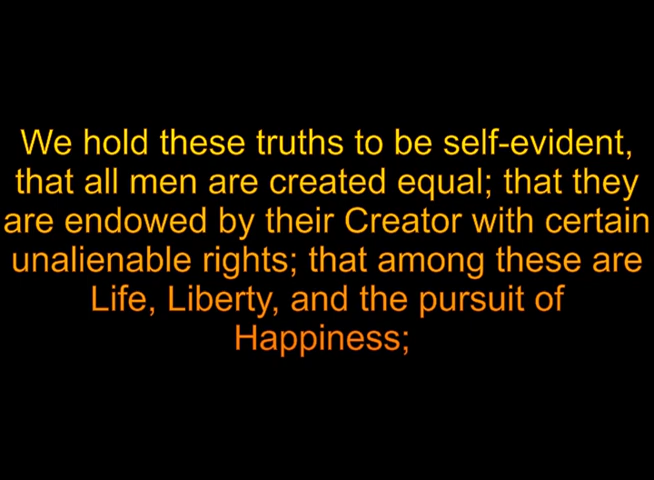 We hold these truths to be self-evident,
that all men are created equal; that they
are endowed by their Creator with certain
unalienable rights; that among these are
Life, Liberty, and the pursuit of
Happiness;